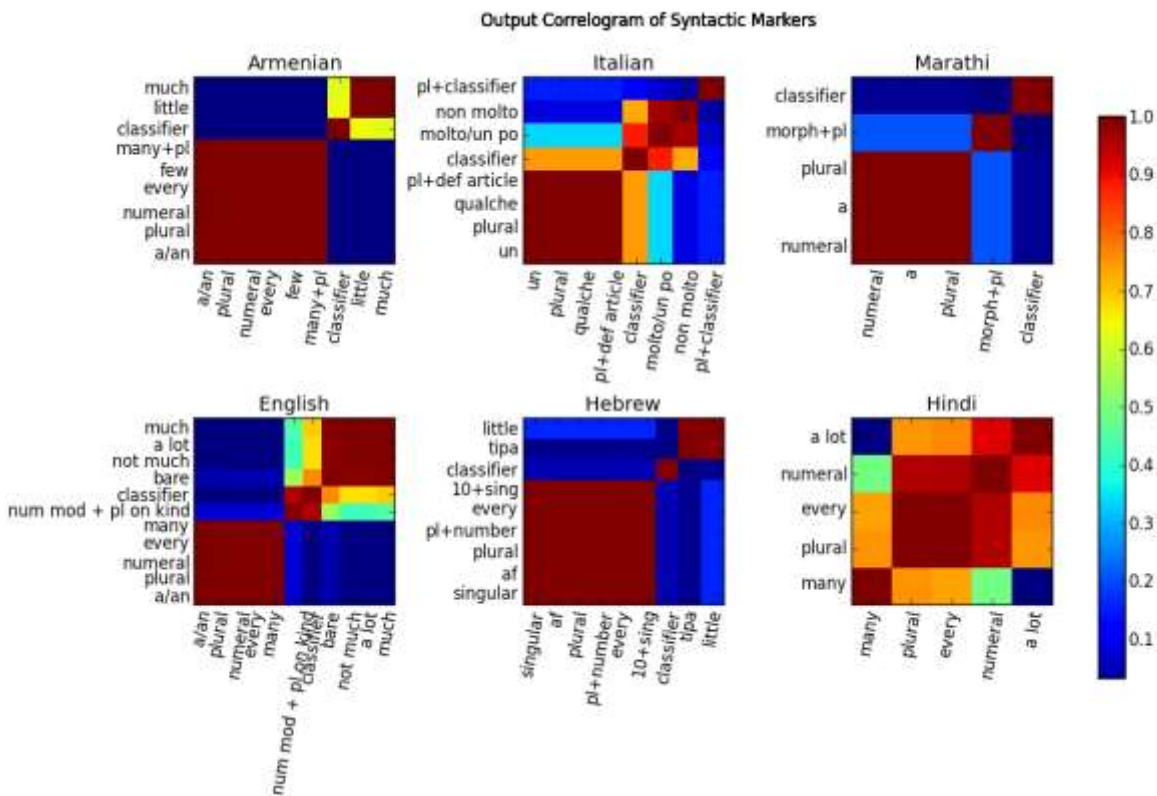 Output Correlogram of Syntactic Markers
Armenian
much
little
classifier
many+pl
few
every
numeral
plural
a/an
a/an
plural
numeral
every
few
many+pl
classifier
little
much
Italian
pl+classifier
non molto
molto/un po
classifier
pl+def article
qualche
plural
un
un
plural
qualche
pl+def article
classifier
molto/un po
non molto
pl+classifier
Marathi
classifier
morph+pl
plural
a
numeral
numeral
a
plural
morph+pl
classifier
English
much
a lot
not much
bare
classifier
num mod + pl on kind
many
every
numeral
plural
a/an
a/an
plural
numeral
every
many
num mod + pl on kind
classifier
bare
not much
a lot
much
Hebrew
little
tipa
classifier
10+sing
every
pl+number
plural
af
singular
singular
af
plural
pl+number
every
10+sing
classifier
tipa
little
Hindi
a lot
numeral
every
plural
many
many
plural
every
numeral
a lot
1.0
0.9
0.8
0.7
0.6
0.5
0.4
0.3
0.2
0.1